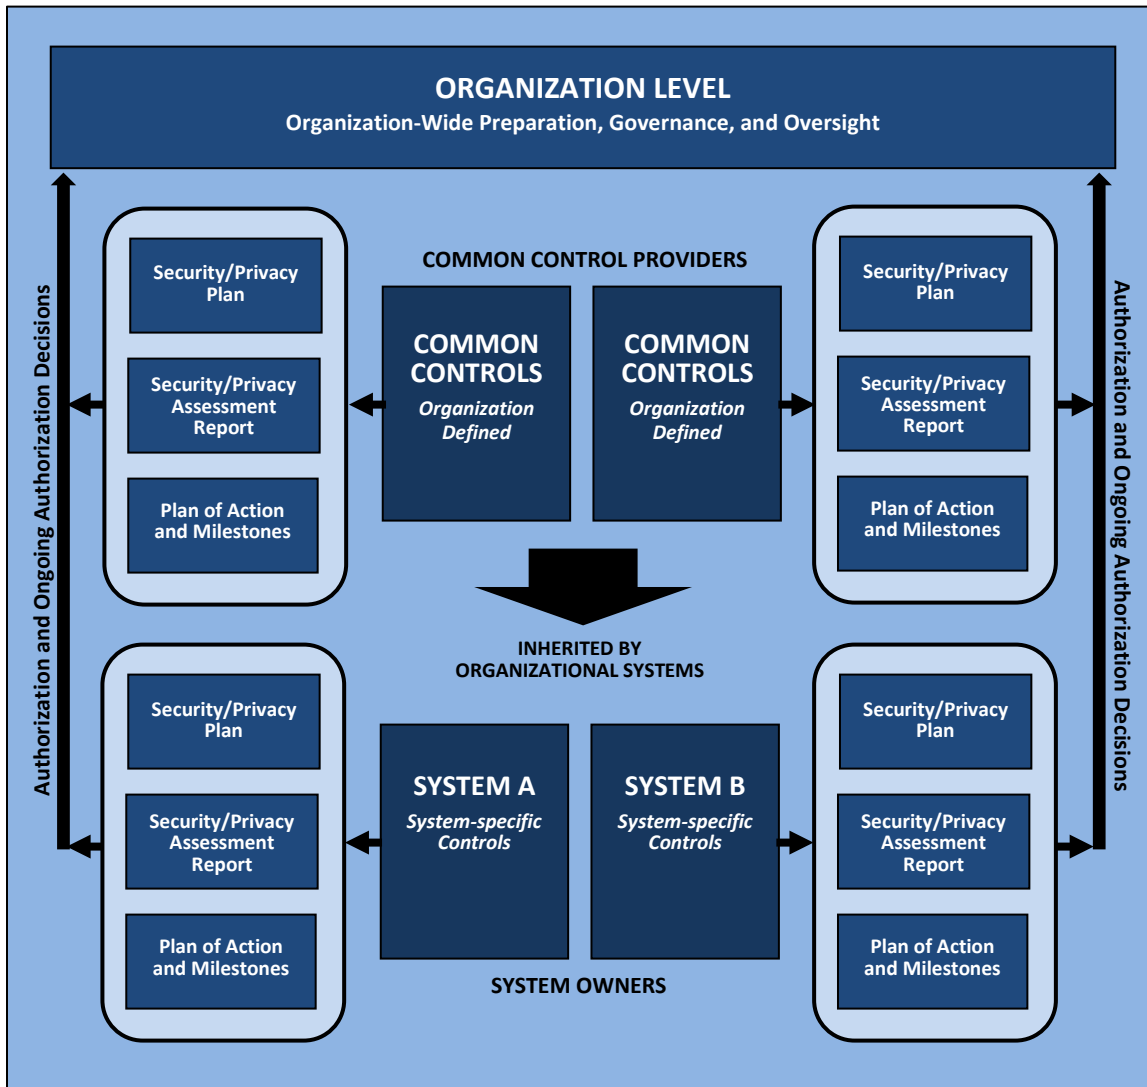 ORGANIZATION LEVEL
Organization-Wide Preparation, Governance, and Oversight
Authorization and Ongoing Authorization Decisions
Security/Privacy
Plan
Security/Privacy
Assessment
Report
Plan of Action
and Milestones
COMMON CONTROL PROVIDERS
COMMON
CONTROLS
Organization
Defined
COMMON
CONTROLS
Organization
Defined
Security/Privacy
Plan
Security/Privacy
Assessment
Report
Plan of Action
and Milestones
Authorization and Ongoing Authorization Decisions
INHERITED BY
ORGANIZATIONAL SYSTEMS
Security/Privacy
Plan
Security/Privacy
Assessment
Report
Plan of Action
and Milestones
SYSTEM A
System-specific
Controls
SYSTEM B
System-specific
Controls
Security/Privacy
Plan
Security/Privacy
Assessment
Report
Plan of Action
and Milestones
SYSTEM OWNERS